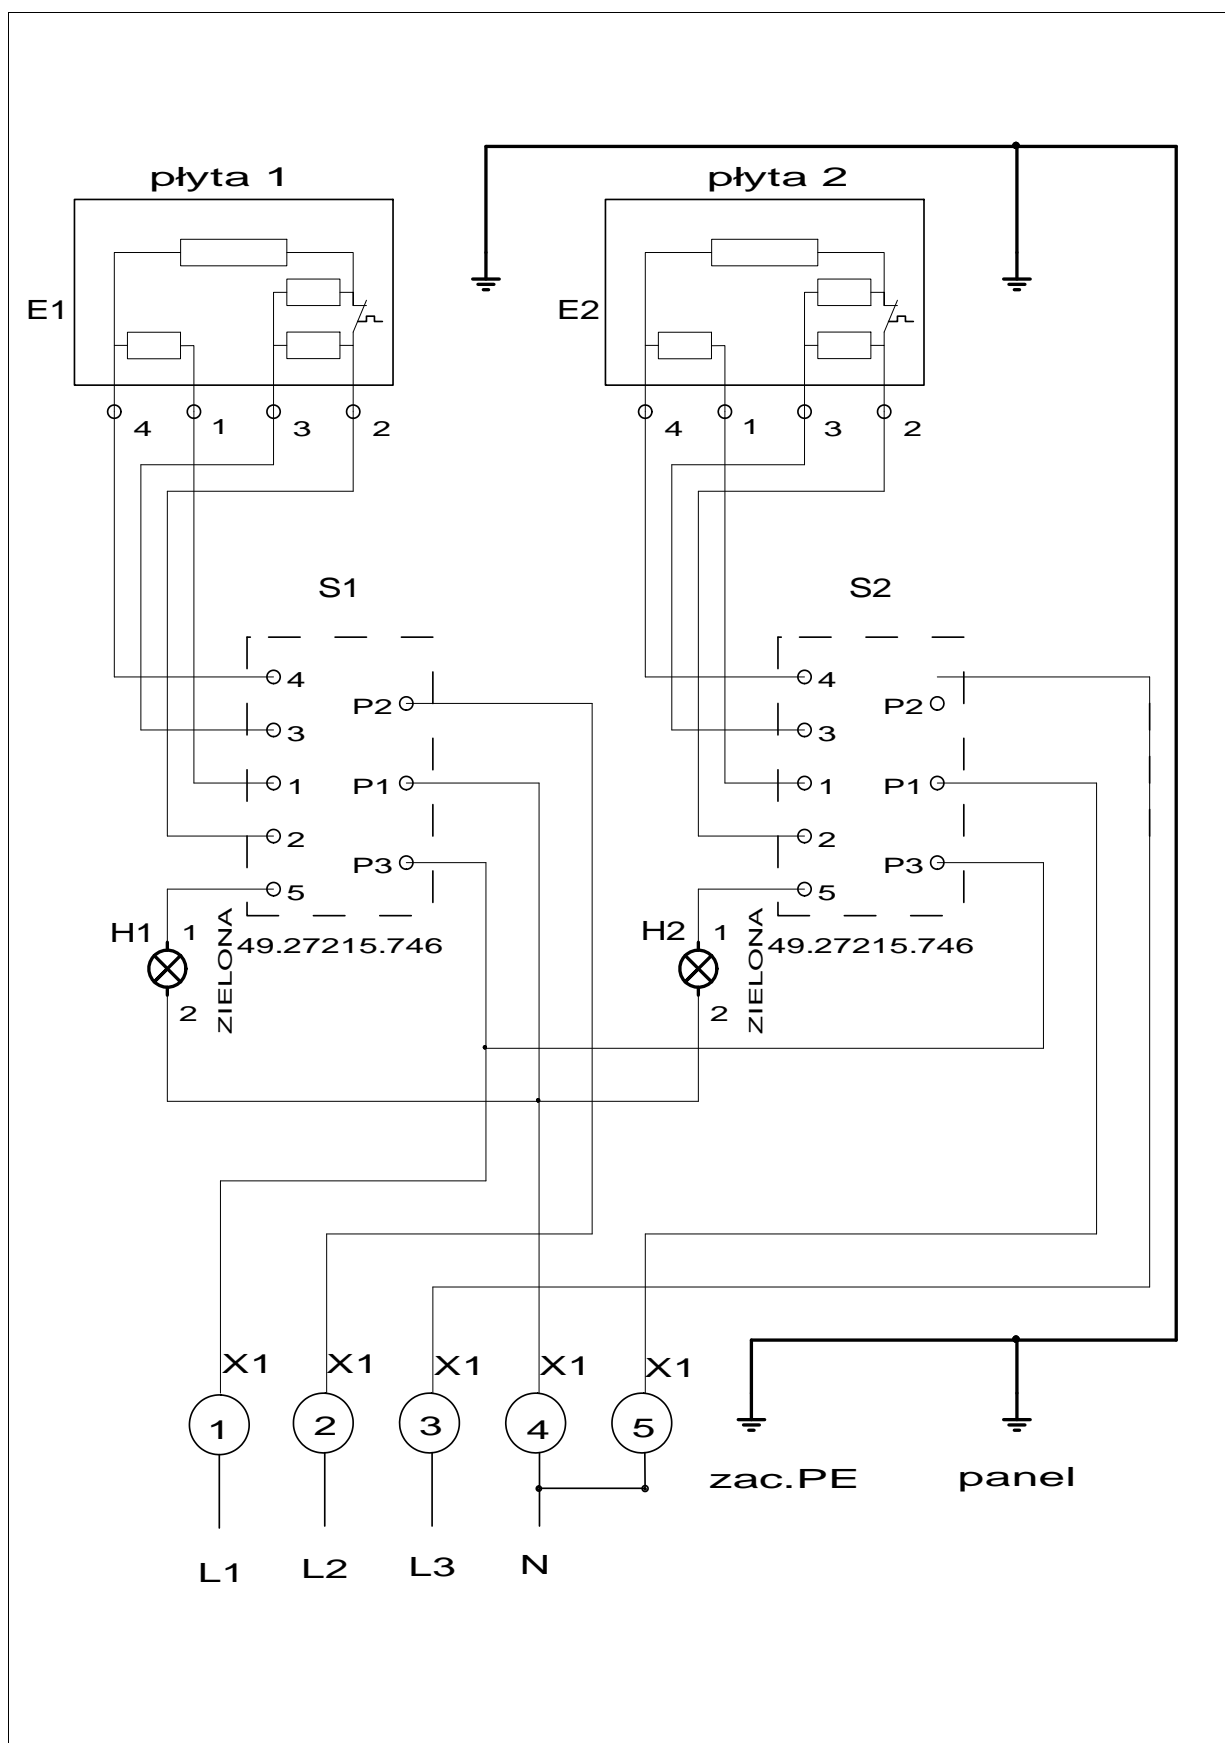 płyta 1
płyta 2
E1
E2
4 1 3 2
4 1 3 2
S1
S2
4
P2
3
1
P1
2
P3
5
4
P2
3
1
P1
2
P3
5
H1 1
2
ZIELONA
49.27215.746
H2 1
2
ZIELONA
49.27215.746
X1 X1 X1 X1 X1
1 2 3 4 5
zac.PE
panel
L1 L2 L3 N